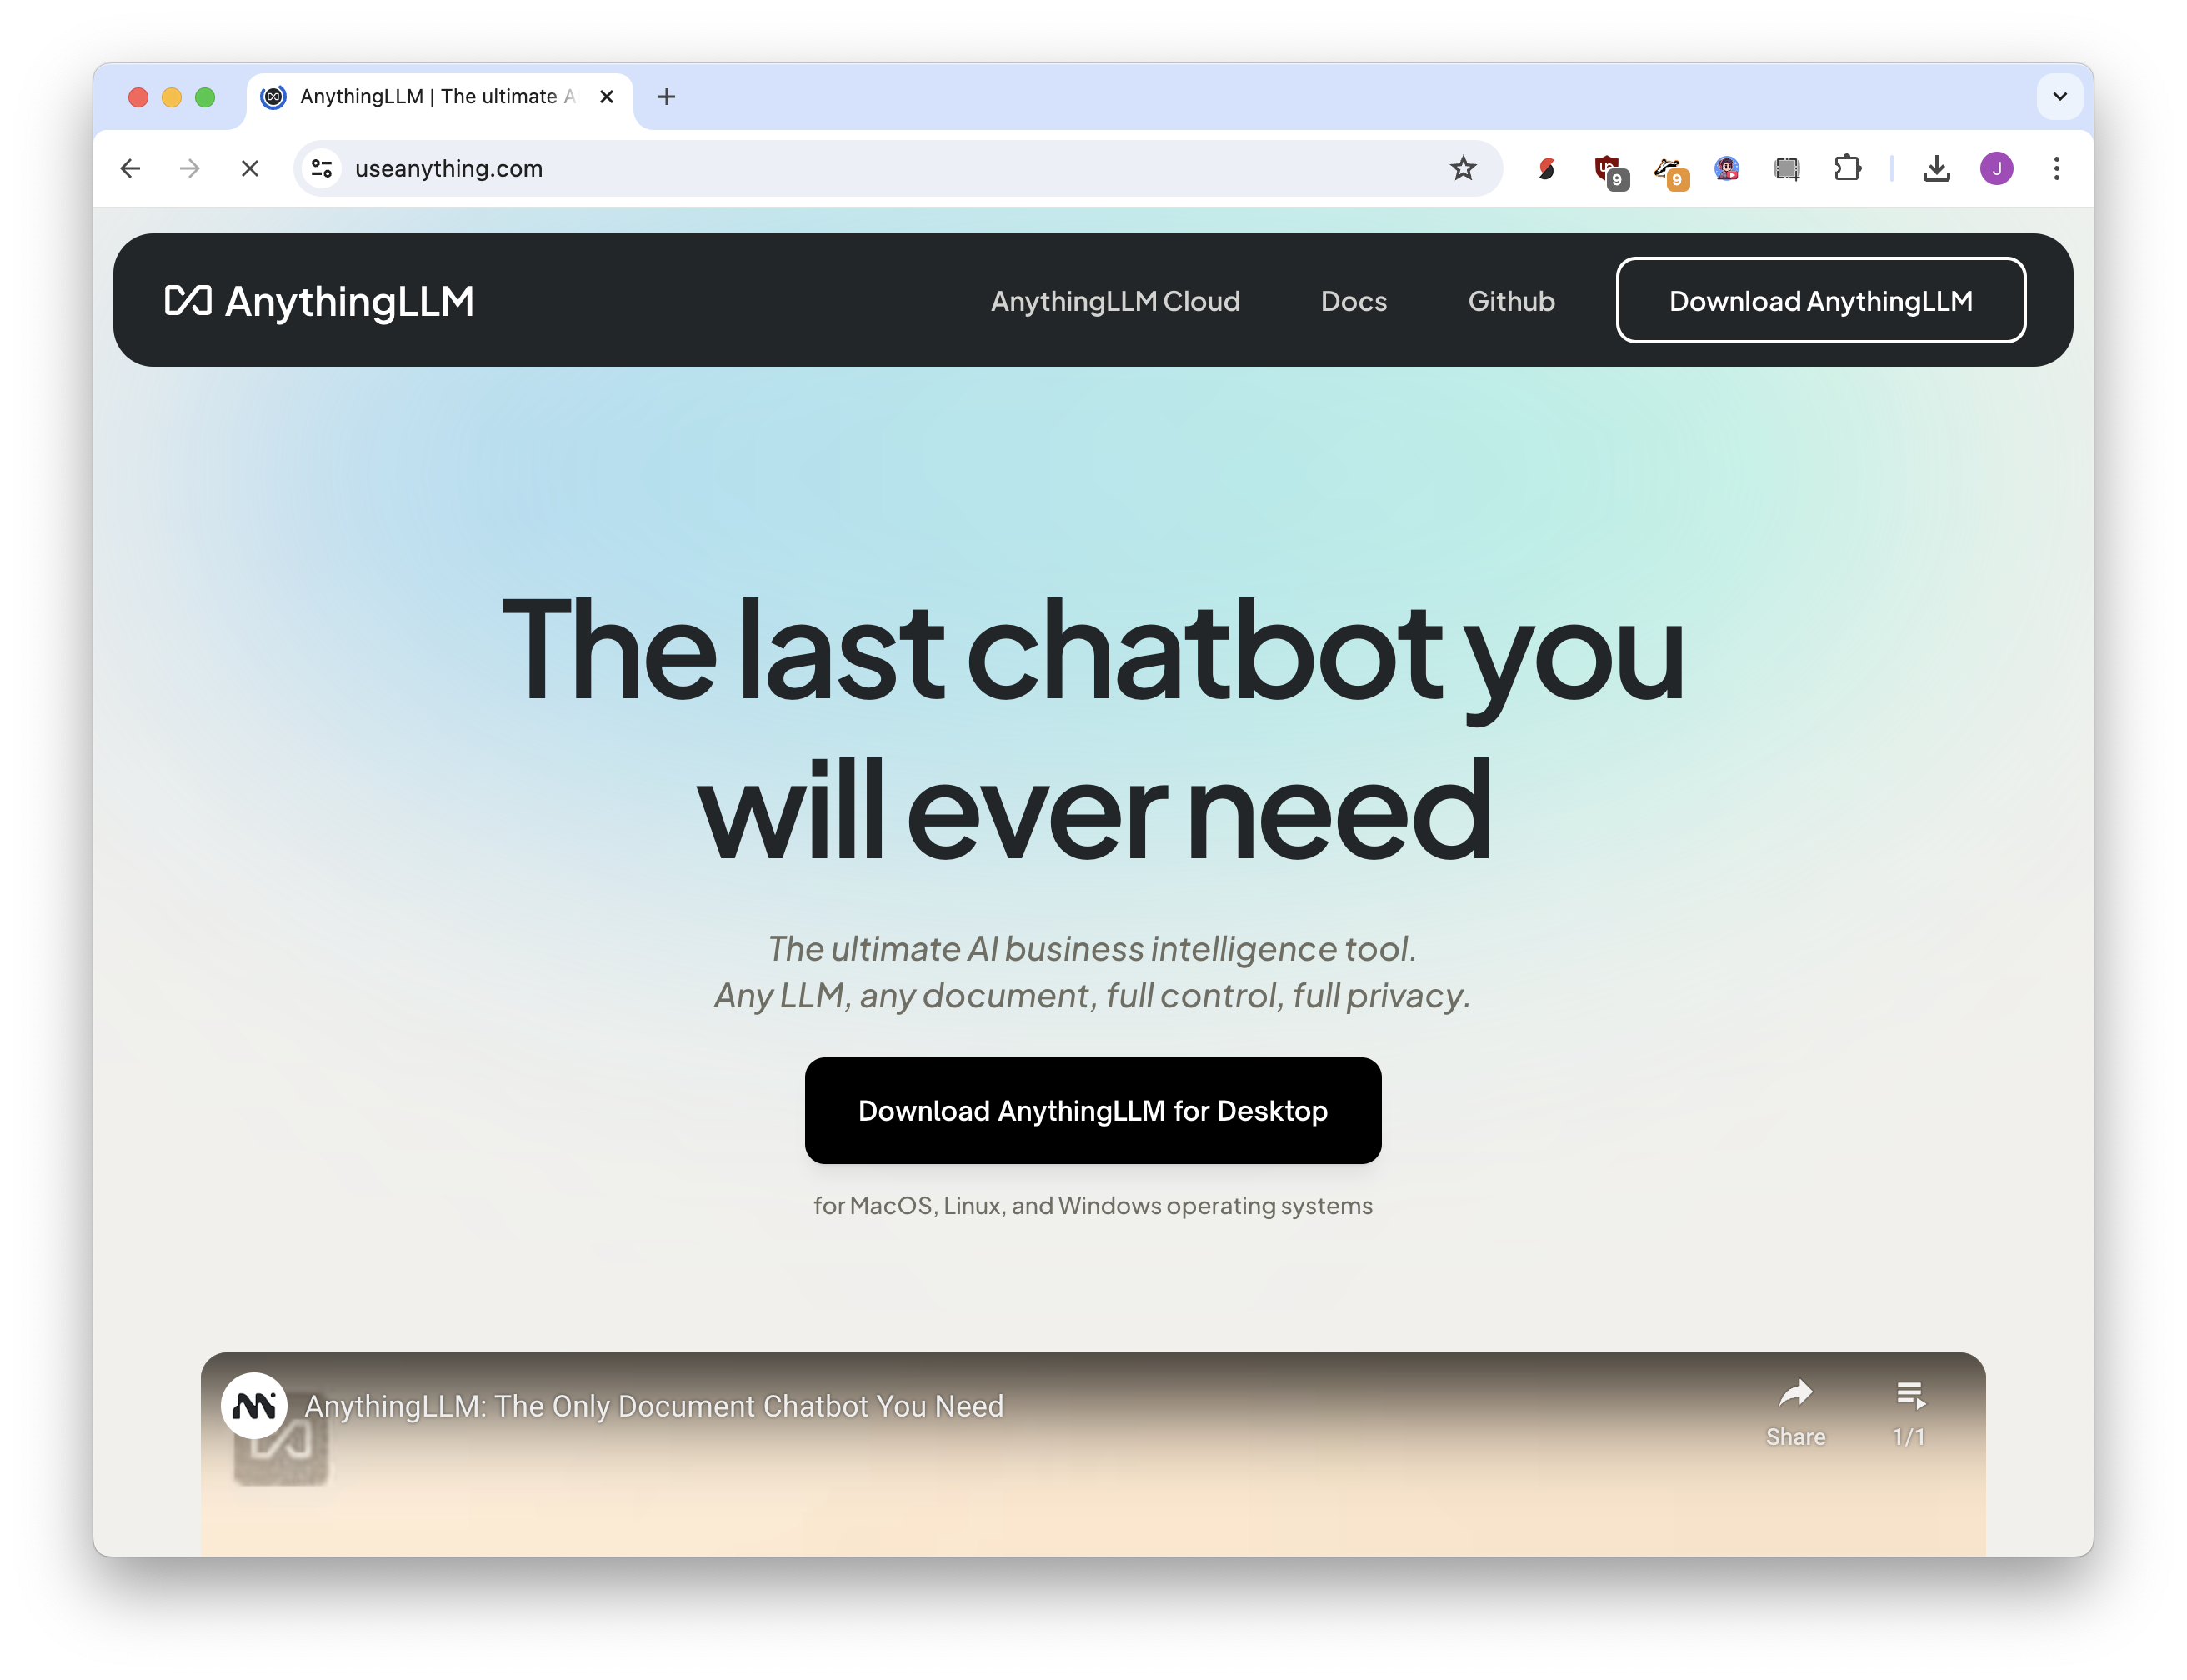 AnythingLLM | The ultimate A
useanything.com
9
9
J
AnythingLLM
AnythingLLM Cloud
Docs
Github
Download AnythingLLM
The last chatbot you
will ever need
The ultimate AI business intelligence tool.
Any LLM, any document, full control, full privacy.
Download AnythingLLM for Desktop
for MacOS, Linux, and Windows operating systems
AnythingLLM: The Only Document Chatbot You Need
Share
1/1